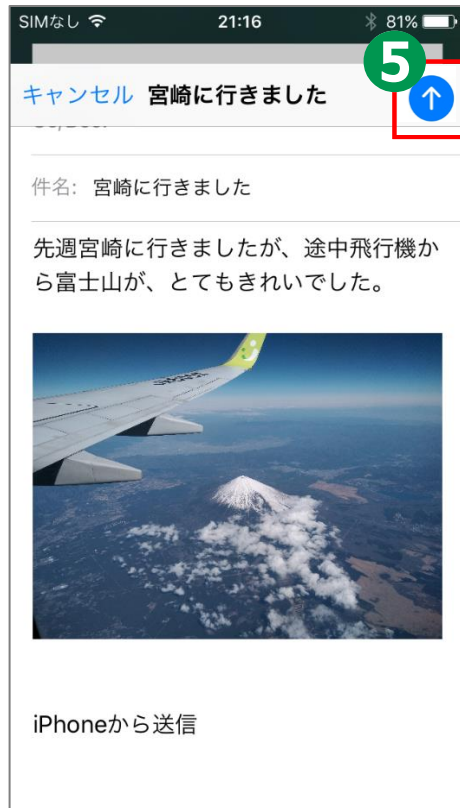 SIMなし 21:16 81%
5
キャンセル 宮崎に行きました
件名: 宮崎に行きました
先週宮崎に行きましたが、途中飛行機か
ら富士山が、とてもきれいでした。
iPhoneから送信